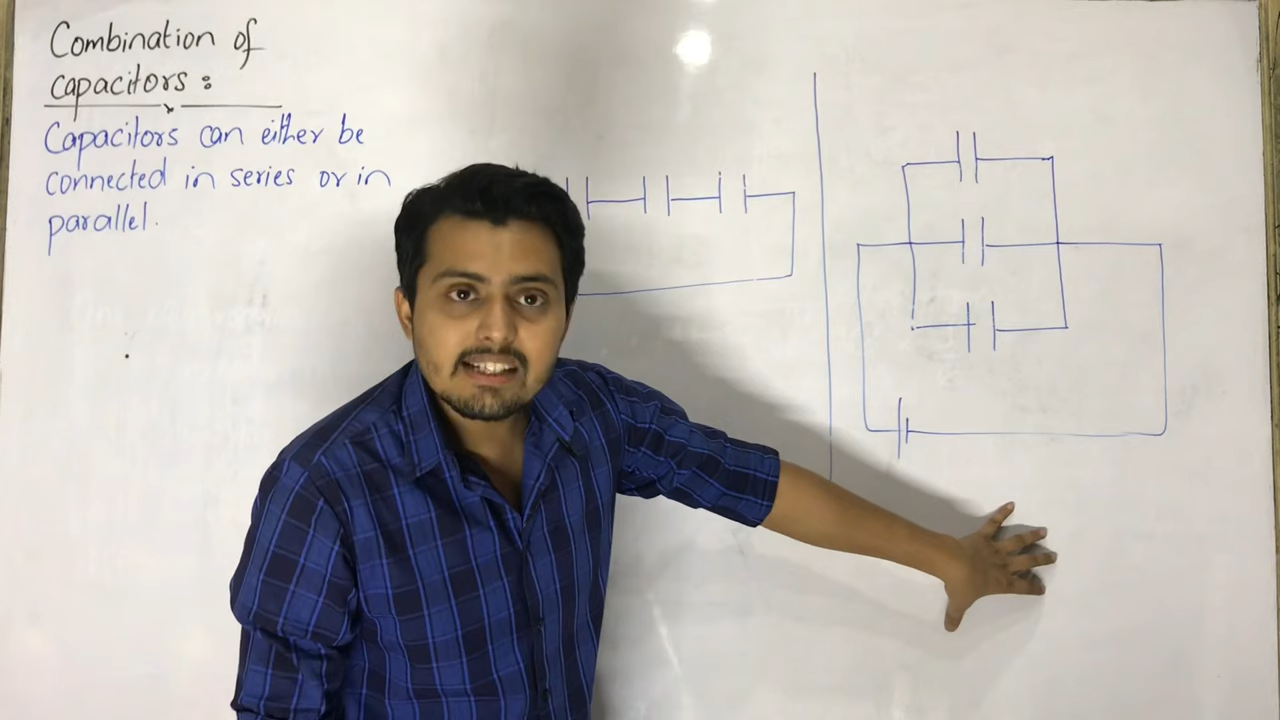 Combination of
capacitors :
Capacitors can either be
connected in series or in
parallel.